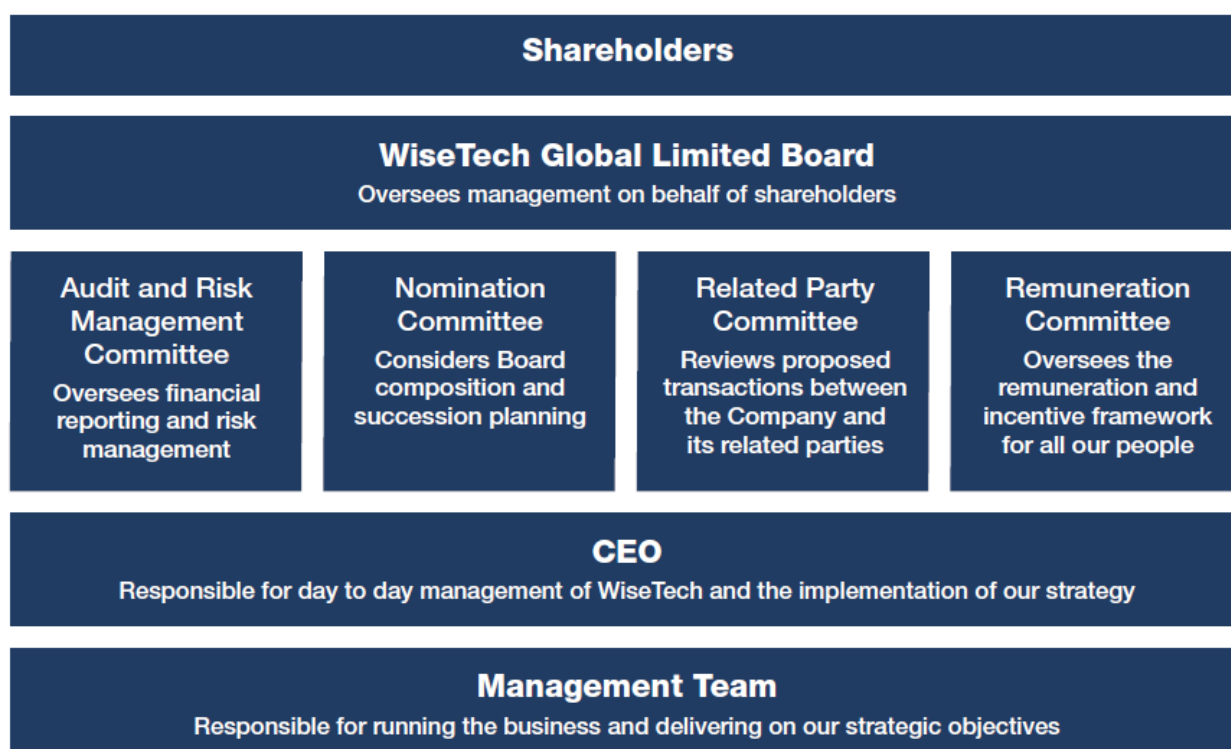 Shareholders
WiseTech Global Limited Board
Oversees management on behalf of shareholders
Audit and Risk
Management
Committee
Oversees financial
reporting and risk
management
Nomination
Committee
Considers Board
composition and
succession planning
Related Party
Committee
Reviews proposed
transactions between
the Company and
its related parties
Remuneration
Committee
Oversees the
remuneration and
incentive framework
for all our people
CEO
Responsible for day to day management of WiseTech and the implementation of our strategy
Management Team
Responsible for running the business and delivering on our strategic objectives